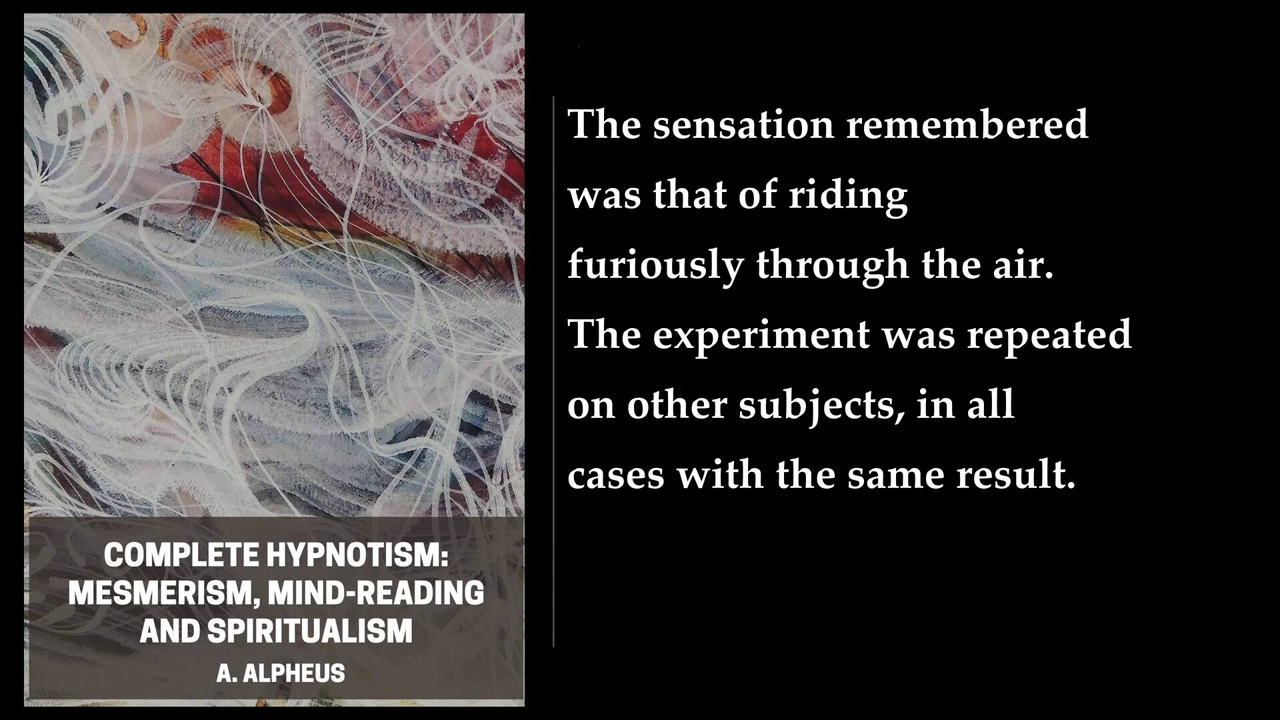 COMPLETE HYPNOTISM:
MESMERISM, MIND-READING
AND SPIRITUALISM
A. ALPHEUS
The sensation remembered
was that of riding
furiously through the air.
The experiment was repeated
on other subjects, in all
cases with the same result.